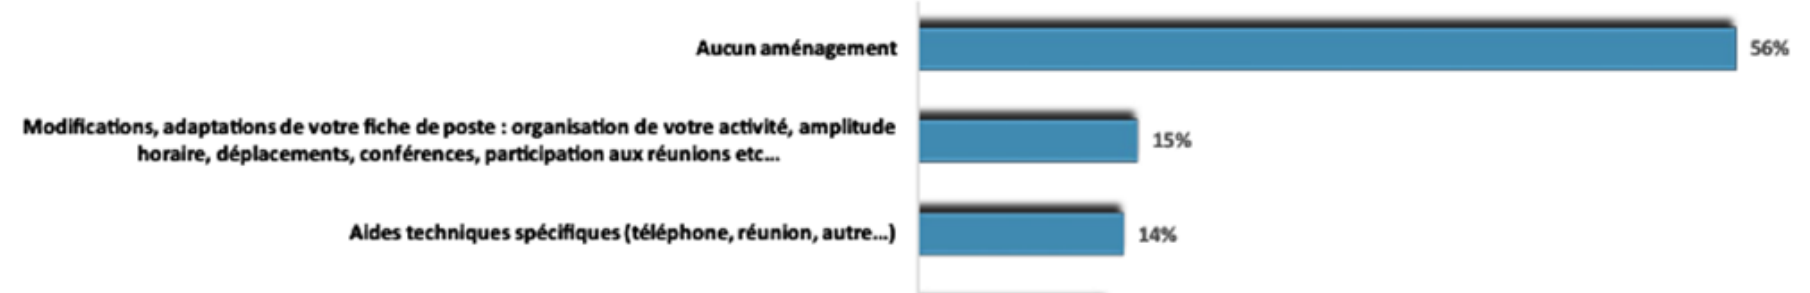 Aucun aménagement 56%
Modifications, adaptations de votre fiche de poste : organisation de votre activité, amplitude
horaire, déplacements, conférences, participation aux réunions etc... 15%
Aides techniques spécifiques (téléphone, réunion, autre...) 14%